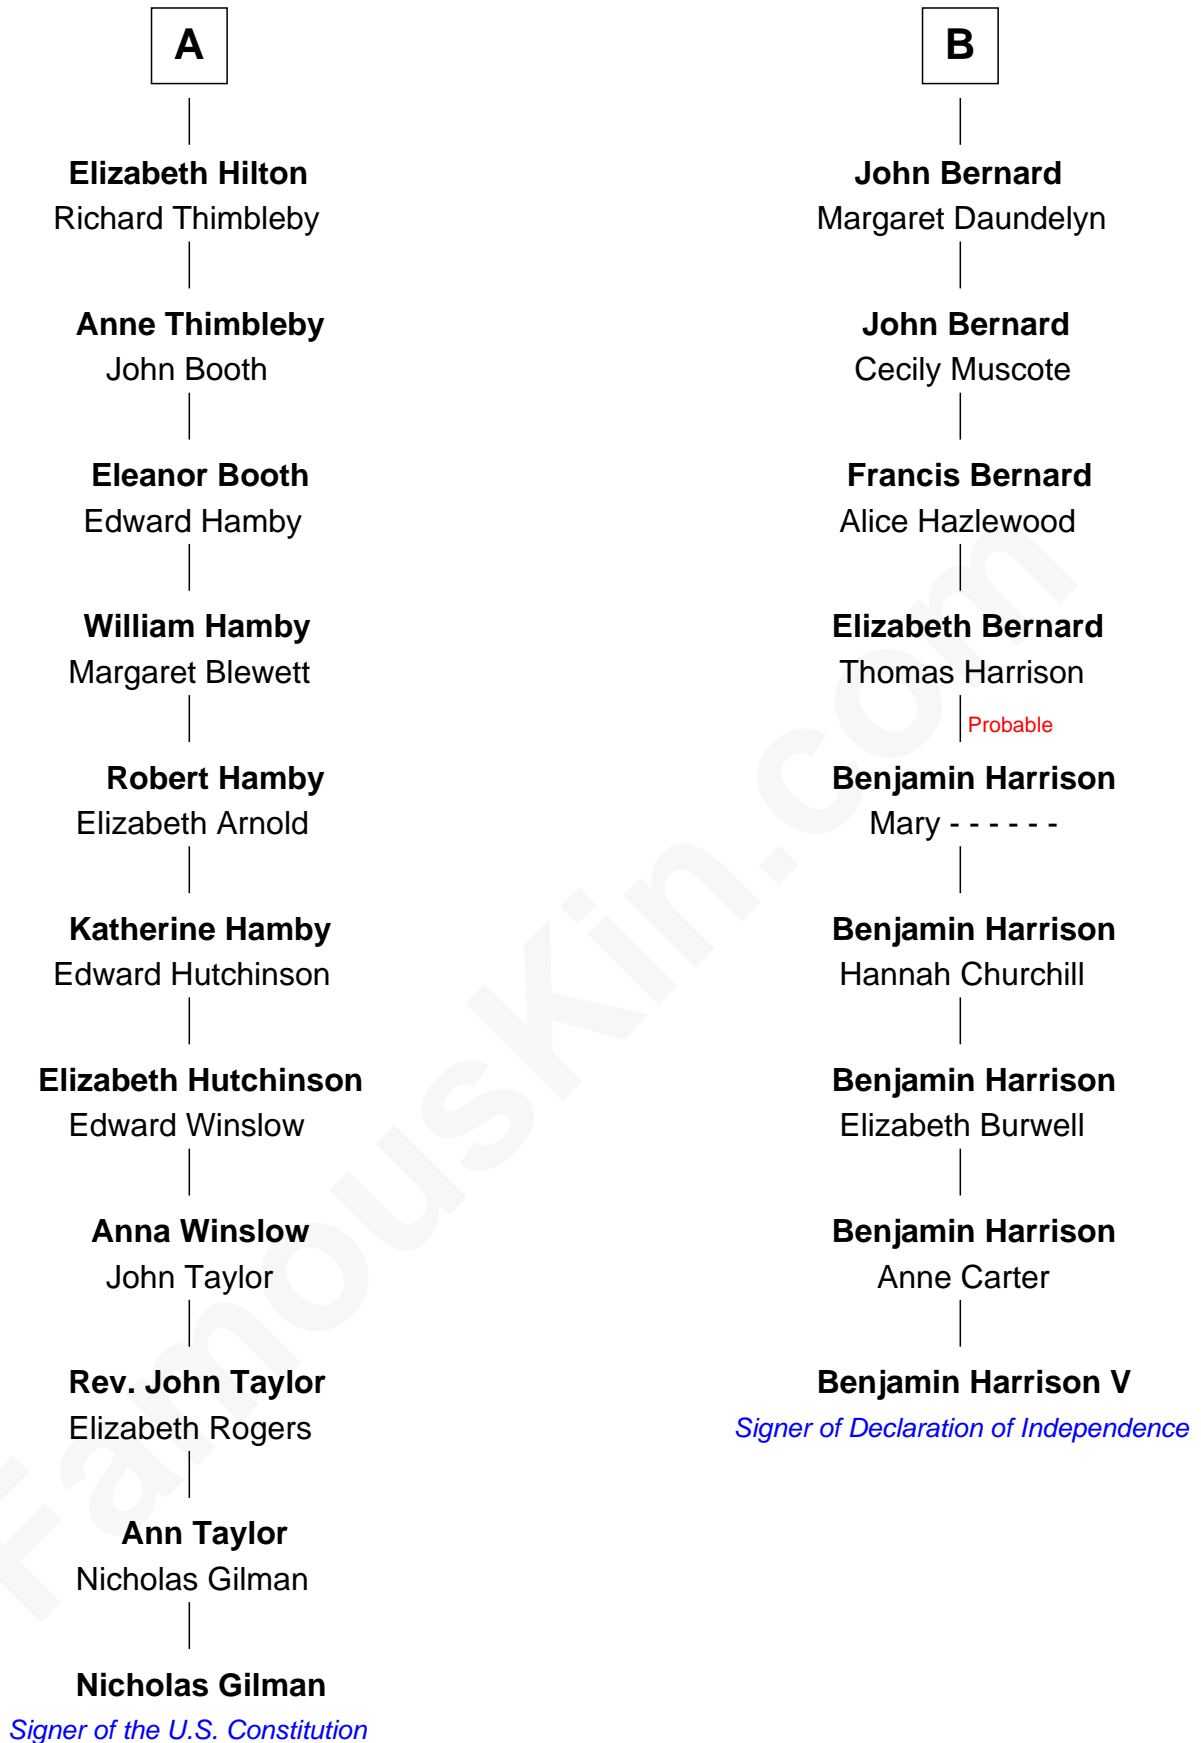 A
Elizabeth Hilton
Richard Thimbleby
Anne Thimbleby
John Booth
Eleanor Booth
Edward Hamby
William Hamby
Margaret Blewett
Robert Hamby
Elizabeth Arnold
Katherine Hamby
Edward Hutchinson
Elizabeth Hutchinson
Edward Winslow
Anna Winslow
John Taylor
Rev. John Taylor
Elizabeth Rogers
Ann Taylor
Nicholas Gilman
Nicholas Gilman
Signer of the U.S. Constitution
B
John Bernard
Margaret Daundelyn
John Bernard
Cecily Muscote
Francis Bernard
Alice Hazlewood
Elizabeth Bernard
Thomas Harrison
Probable
Benjamin Harrison
Mary - - - - - -
Benjamin Harrison
Hannah Churchill
Benjamin Harrison
Elizabeth Burwell
Benjamin Harrison
Anne Carter
Benjamin Harrison V
Signer of Declaration of Independence
FamousKin.com